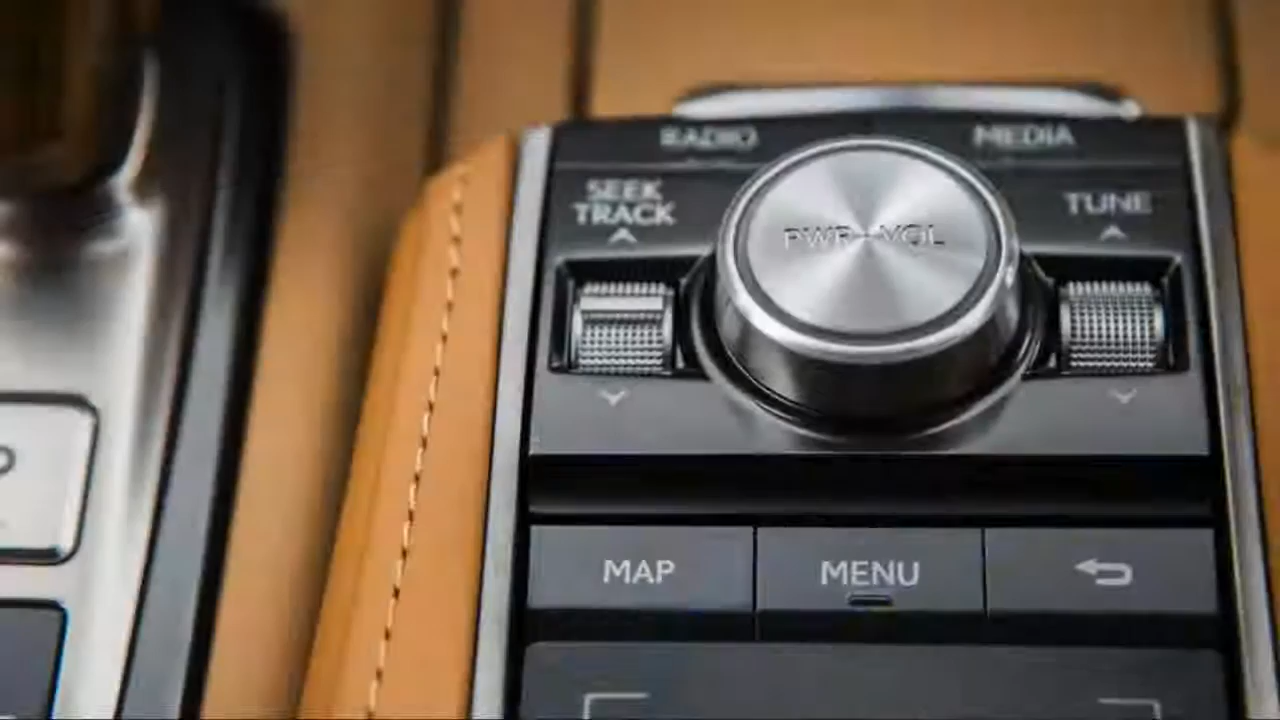 RADIO
MEDIA
SEEK
TRACK
TUNE
PWR VOL
MAP
MENU